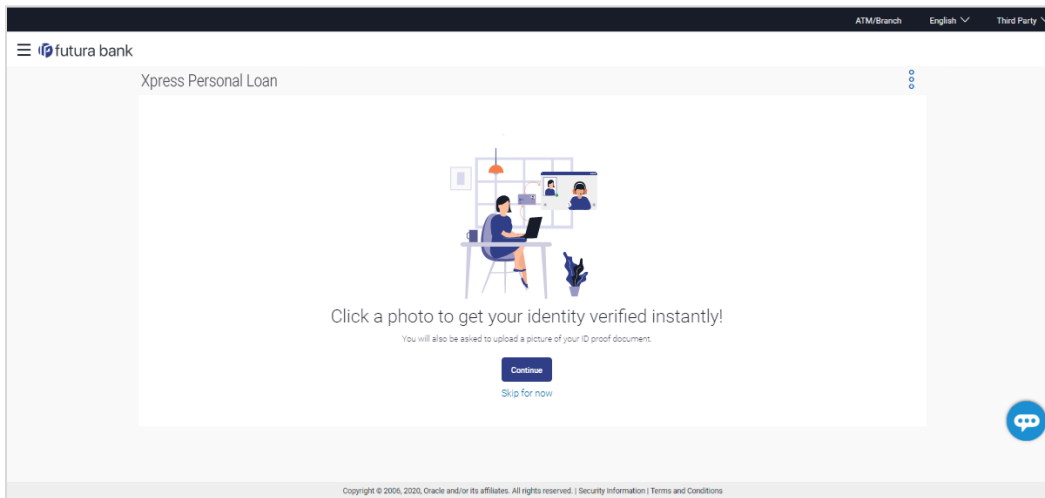 ATM/Branch English Third Party
futura bank
Xpress Personal Loan
Click a photo to get your identity verified instantly!
You will also be asked to upload a picture of your ID proof document.
Continue
Skip for now
Copyright © 2006, 2020, Oracle and/or its affiliates. All rights reserved. | Security Information | Terms and Conditions